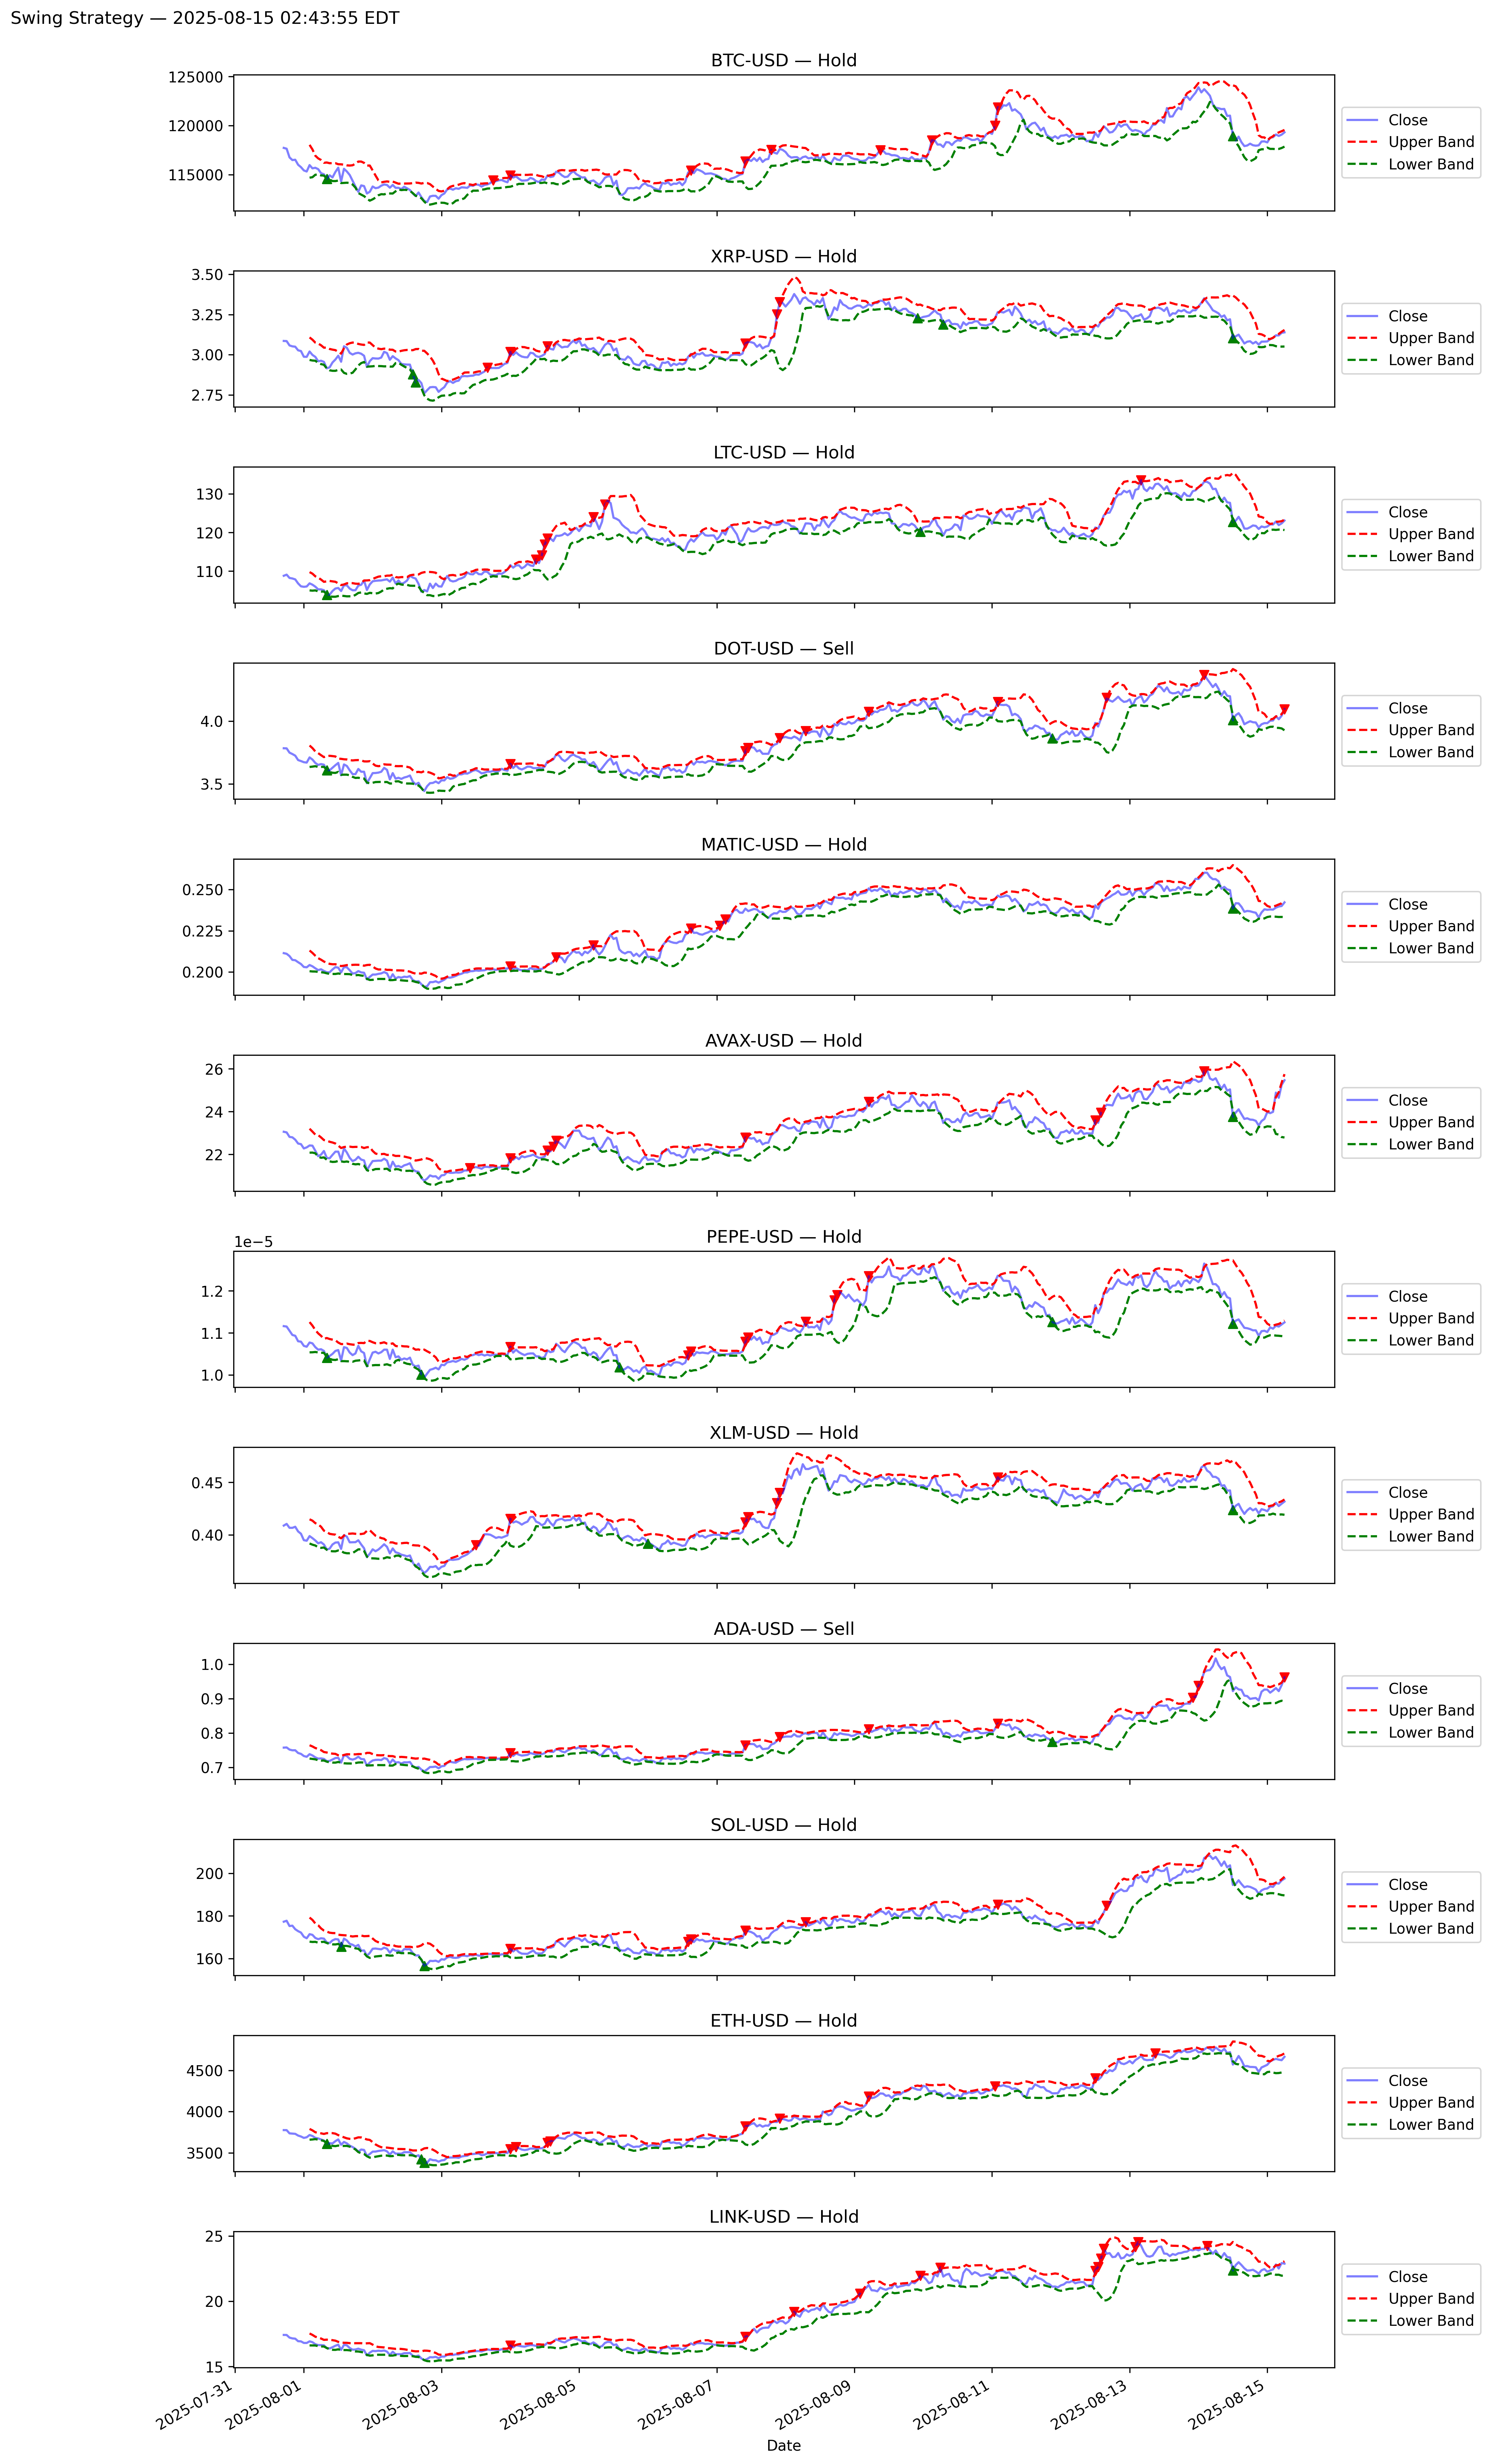 Swing Strategy — 2025-08-15 02:43:55 EDT
BTC-USD — Hold
125000
120000
115000
Close
Upper Band
Lower Band
XRP-USD — Hold
3.50
3.25
3.00
2.75
Close
Upper Band
Lower Band
LTC-USD — Hold
130
120
110
Close
Upper Band
Lower Band
DOT-USD — Sell
4.0
3.5
Close
Upper Band
Lower Band
MATIC-USD — Hold
0.250
0.225
0.200
Close
Upper Band
Lower Band
AVAX-USD — Hold
26
24
22
Close
Upper Band
Lower Band
PEPE-USD — Hold
1e−5
1.2
1.1
1.0
Close
Upper Band
Lower Band
XLM-USD — Hold
0.45
0.40
Close
Upper Band
Lower Band
ADA-USD — Sell
1.0
0.9
0.8
0.7
Close
Upper Band
Lower Band
SOL-USD — Hold
200
180
160
Close
Upper Band
Lower Band
ETH-USD — Hold
4500
4000
3500
Close
Upper Band
Lower Band
LINK-USD — Hold
25
20
15
Close
Upper Band
Lower Band
2025-07-31
2025-08-01
2025-08-03
2025-08-05
2025-08-07
2025-08-09
2025-08-11
2025-08-13
2025-08-15
Date